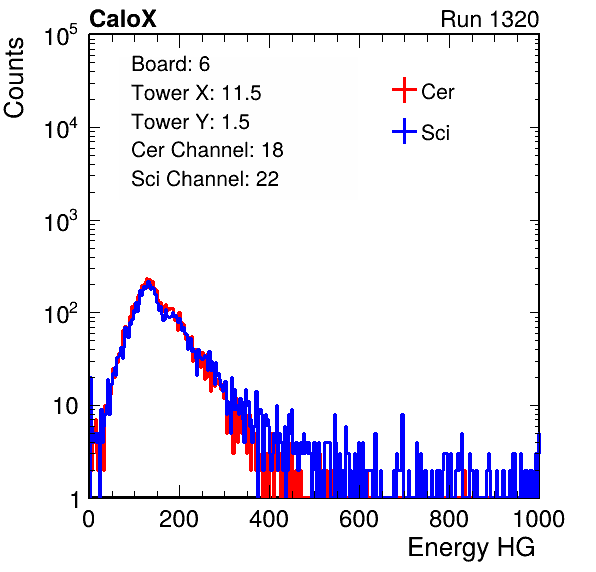 CaloX Run 1320
Board: 6
Tower X: 11.5
Tower Y: 1.5
Cer Channel: 18
Sci Channel: 22
Cer
Sci
Counts
10^5
10^4
10^3
10^2
10
1
0 200 400 600 800 1000
Energy HG